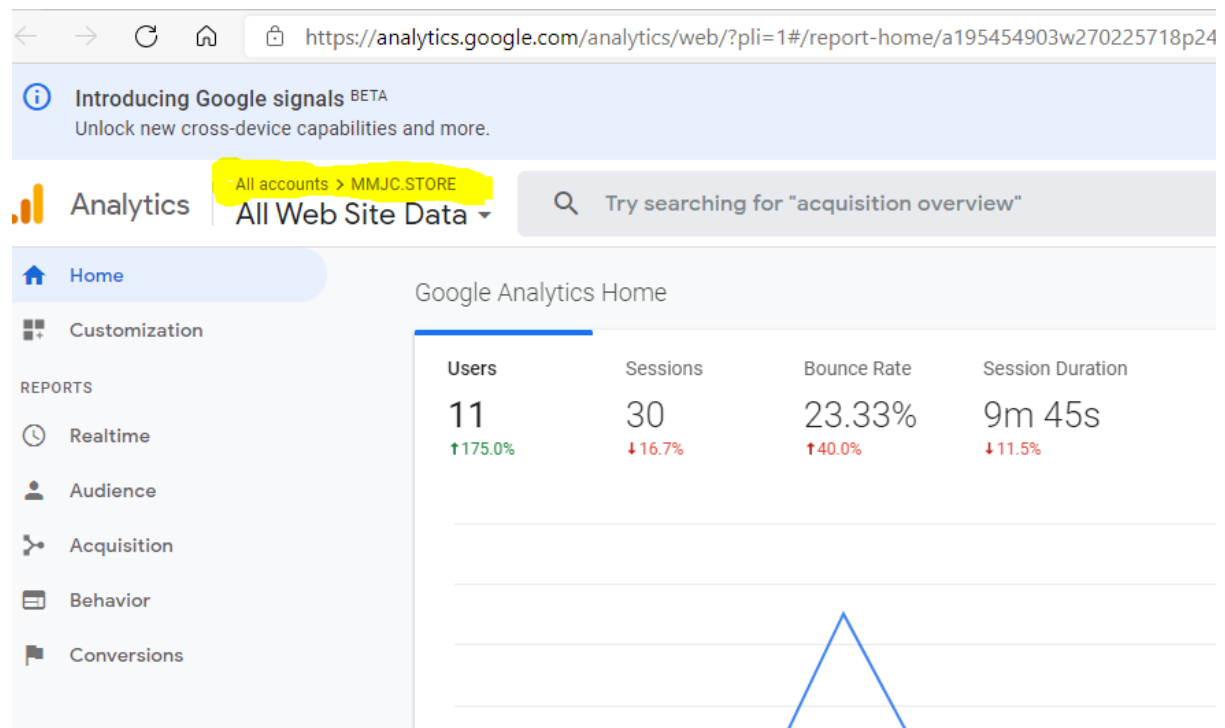 https://analytics.google.com/analytics/web/?pli=1#/report-home/a195454903w270225718p24
Introducing Google signals BETA
Unlock new cross-device capabilities and more.
Analytics
All accounts > MMJC.STORE
All Web Site Data
Try searching for "acquisition overview"
Home
Customization
REPORTS
Realtime
Audience
Acquisition
Behavior
Conversions
Google Analytics Home
Users Sessions Bounce Rate Session Duration
11 30 23.33% 9m 45s
↑175.0% ↓16.7% ↑40.0% ↓11.5%